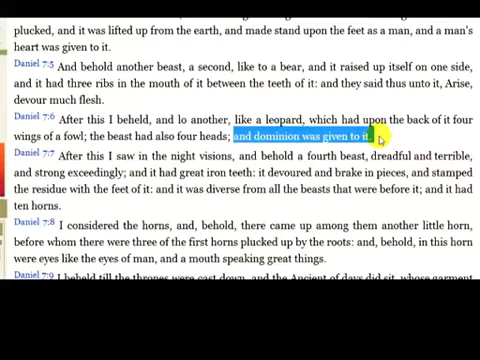 plucked, and it was lifted up from the earth, and made stand upon the feet as a man, and a man's
heart was given to it.
Daniel 7:5 And behold another beast, a second, like to a bear, and it raised up itself on one side,
and it had three ribs in the mouth of it between the teeth of it: and they said thus unto it, Arise,
devour much flesh.
Daniel 7:6 After this I beheld, and lo another, like a leopard, which had upon the back of it four
wings of a fowl; the beast had also four heads; and dominion was given to it.
Daniel 7:7 After this I saw in the night visions, and behold a fourth beast, dreadful and terrible,
and strong exceedingly; and it had great iron teeth: it devoured and brake in pieces, and stamped
the residue with the feet of it: and it was diverse from all the beasts that were before it; and it had
ten horns.
Daniel 7:8 I considered the horns, and, behold, there came up among them another little horn,
before whom there were three of the first horns plucked up by the roots: and, behold, in this horn
were eyes like the eyes of man, and a mouth speaking great things.
Daniel 7:9 I beheld till the thrones were cast down, and the Ancient of days did sit, whose garment